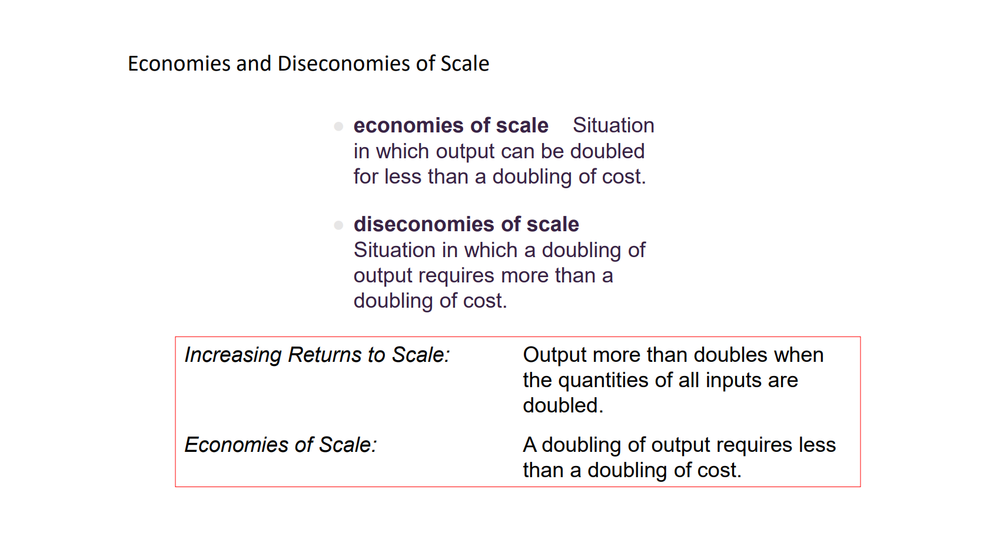 Economies and Diseconomies of Scale
economies of scale Situation
in which output can be doubled
for less than a doubling of cost.
diseconomies of scale
Situation in which a doubling of
output requires more than a
doubling of cost.
Increasing Returns to Scale: Output more than doubles when
the quantities of all inputs are
doubled.
Economies of Scale: A doubling of output requires less
than a doubling of cost.